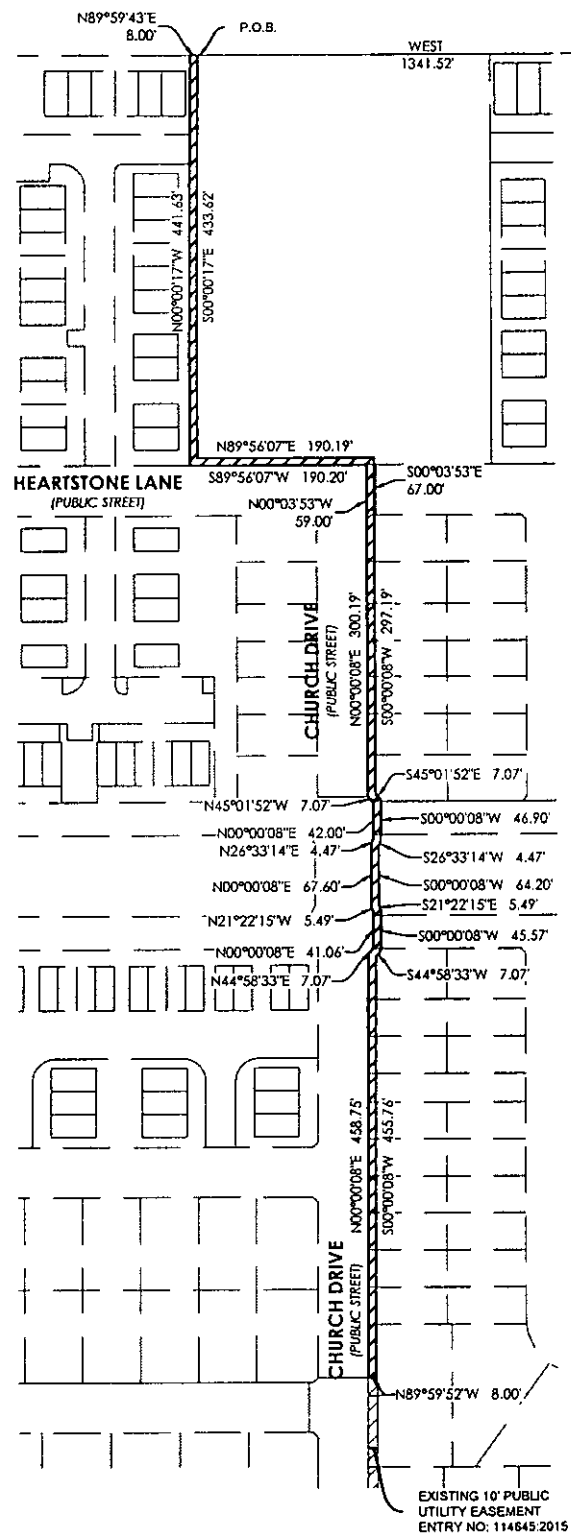 N89°59'43"E
8.00'
P.O.B.
WEST
1341.52'
N00°00'17"W 441.63'
S00°00'17"E 433.62'
N89°56'07"E 190.19'
S89°56'07"W 190.20'
HEARTSTONE LANE
(PUBLIC STREET)
S00°03'53"E
67.00'
N00°03'53"W
59.00'
CHURCH DRIVE
(PUBLIC STREET)
N00°00'08"E 300.19'
S00°00'08"W 297.19'
S45°01'52"E 7.07'
N45°01'52"W 7.07'
S00°00'08"W 46.90'
N00°00'08"E 42.00'
N26°33'14"E 4.47'
S26°33'14"W 4.47'
N00°00'08"E 67.60'
S00°00'08"W 64.20'
S21°22'15"E 5.49'
N21°22'15"W 5.49'
S00°00'08"W 45.57'
N00°00'08"E 41.06'
N44°58'33"E 7.07'
S44°58'33"W 7.07'
N00°00'08"E 458.75'
S00°00'08"W 455.76'
CHURCH DRIVE
(PUBLIC STREET)
N89°59'52"W 8.00'
EXISTING 10' PUBLIC
UTILITY EASEMENT
ENTRY NO: 114645:2015